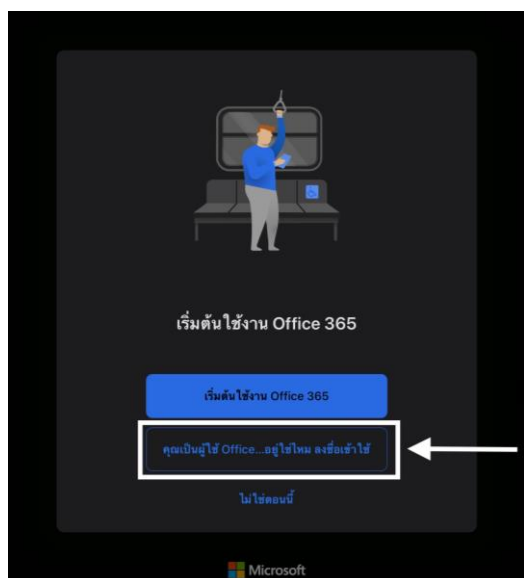 เริ่มต้นใช้งาน Office 365
เริ่มต้นใช้งาน Office 365
คุณเป็นผู้ใช้ Office...อยู่ใช่ไหม ลงชื่อเข้าใช้
ไม่ใช่ตอนนี้
Microsoft